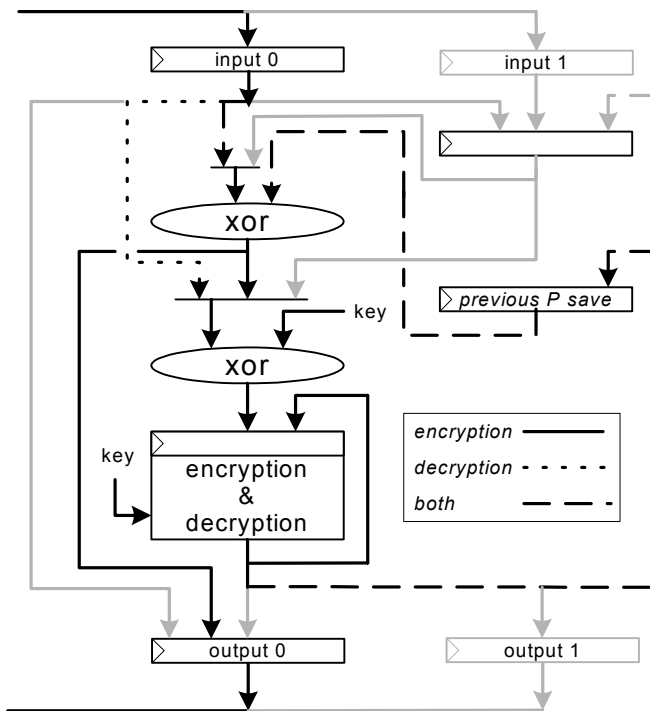 input 0
input 1
xor
previous P save
key
xor
encryption
decryption
both
key
encryption
&
decryption
output 0
output 1